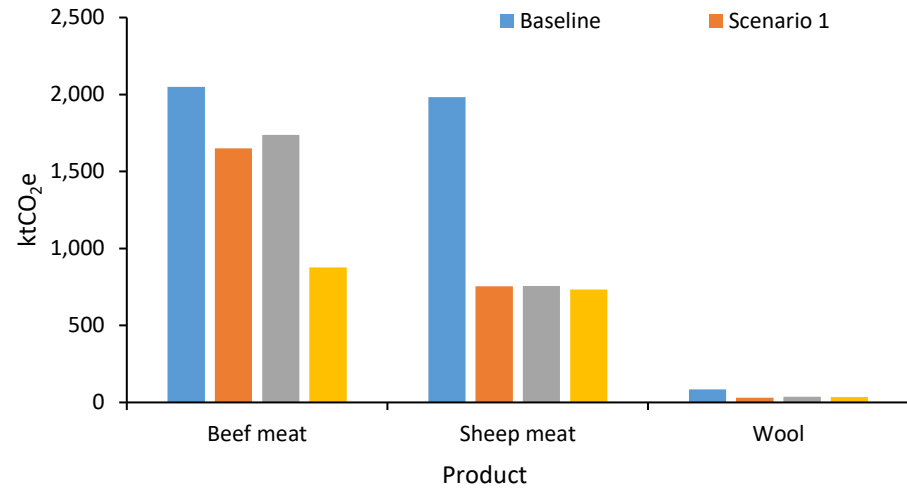 2,500
Baseline
Scenario 1
2,000
1,500
1,000
500
0
ktCO₂e
Beef meat
Sheep meat
Wool
Product